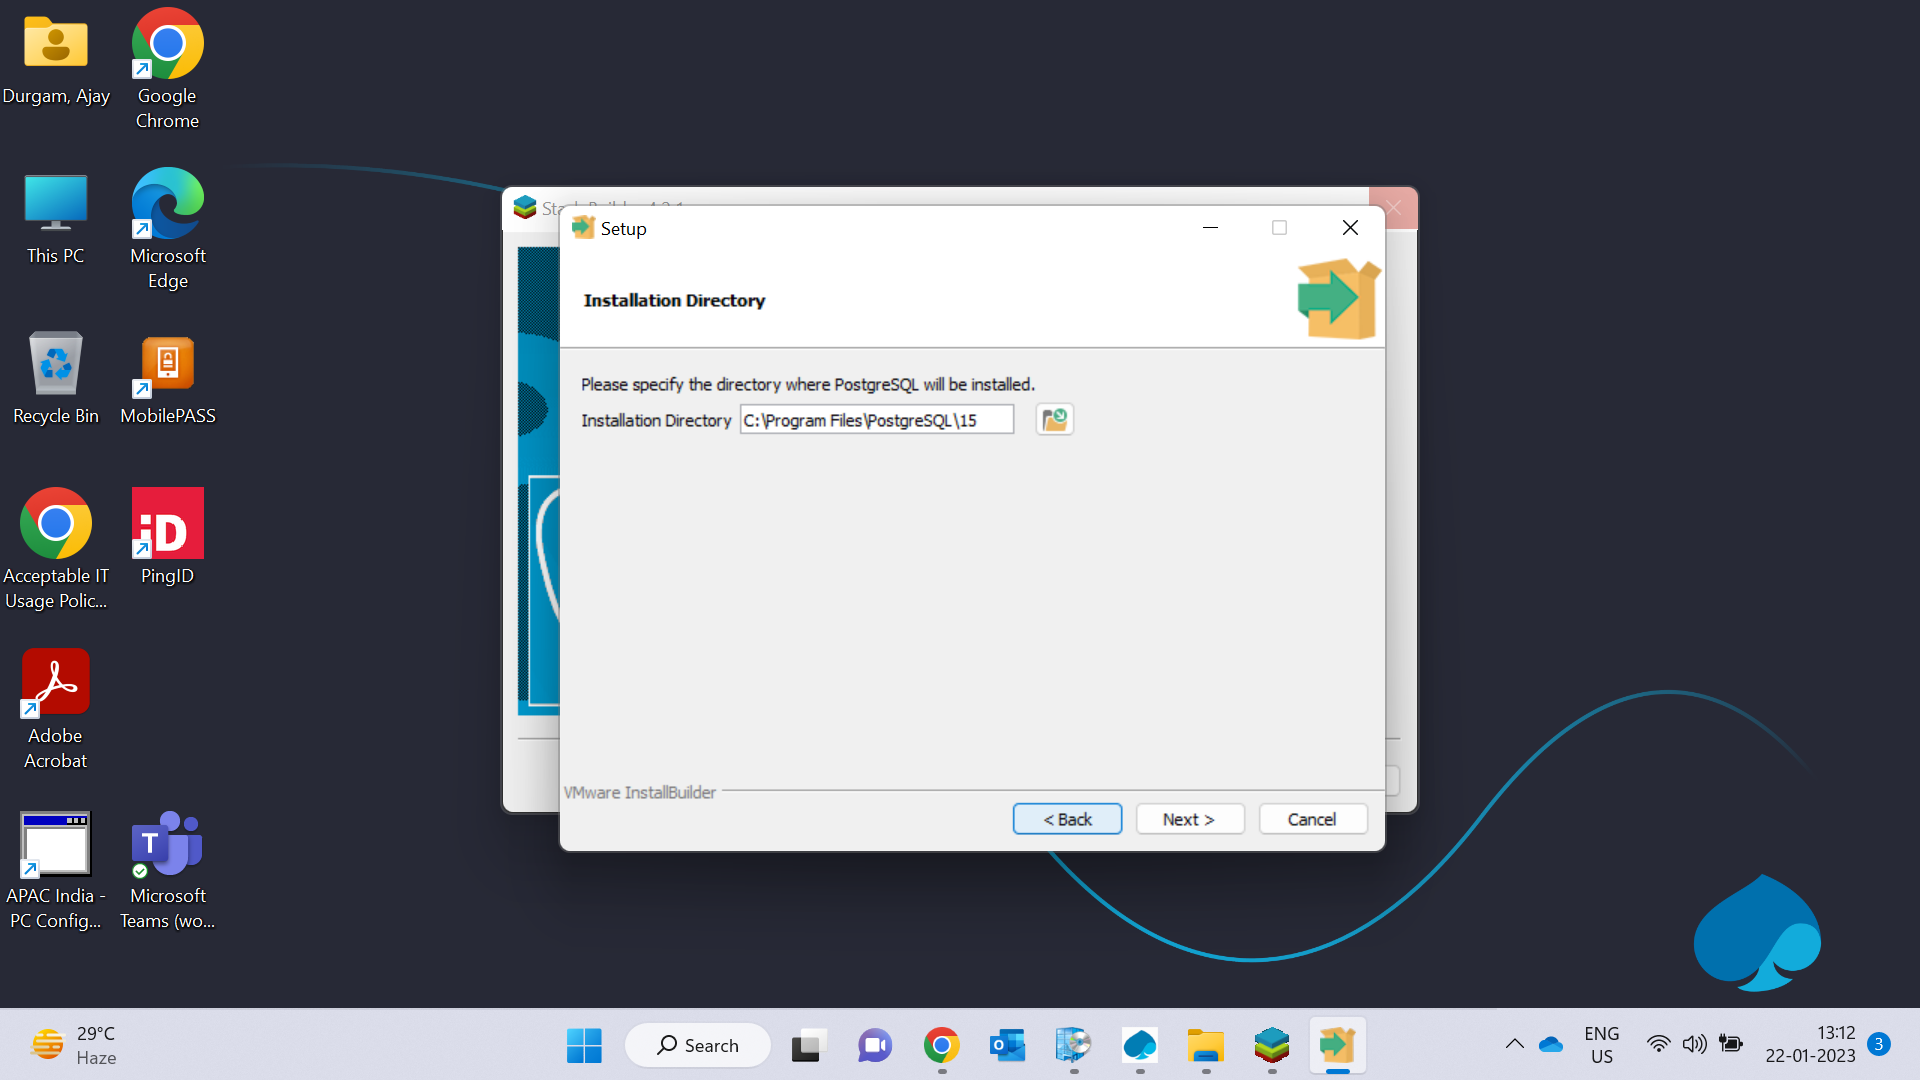 Durgam, Ajay
Google
Chrome
This PC
Microsoft
Edge
Recycle Bin
MobilePASS
Acceptable IT
Usage Polic...
iD
PingID
Adobe
Acrobat
APAC India -
PC Config...
T
Microsoft
Teams (wo...
Setup
Installation Directory
Please specify the directory where PostgreSQL will be installed.
Installation Directory
C:\Program Files\PostgreSQL\15
VMware InstallBuilder
< Back
Next >
Cancel
29°C
Haze
Search
ENG
US
13:12
22-01-2023
3